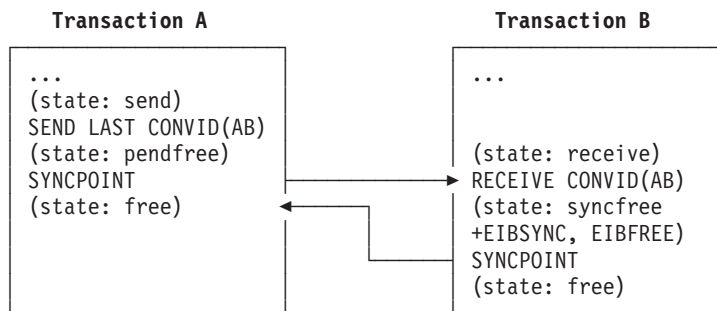 Transaction A
...
(state: send)
SEND LAST CONVID(AB)
(state: pendfree)
SYNCPOINT
(state: free)
Transaction B
...
(state: receive)
RECEIVE CONVID(AB)
(state: syncfree
+EIBSYNC, EIBFREE)
SYNCPOINT
(state: free)